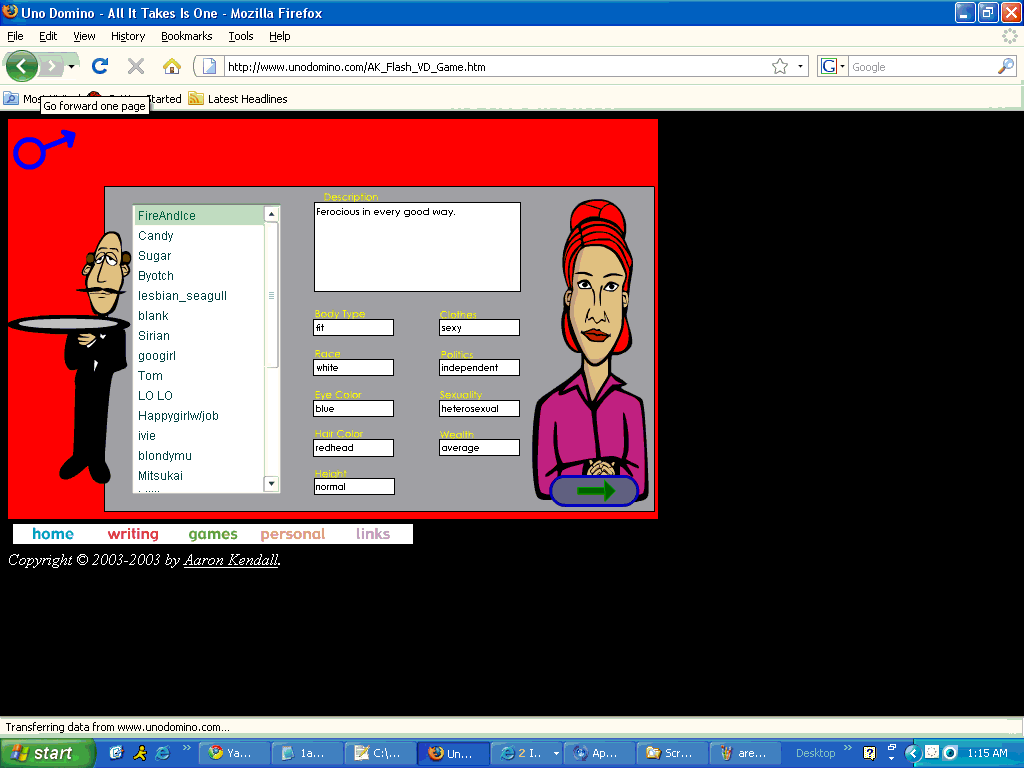 Uno Domino - All It Takes Is One - Mozilla Firefox
File Edit View History Bookmarks Tools Help
http://www.unodomino.com/AK_Flash_VD_Game.htm
Google
Started
Latest Headlines
Go forward one page
Description
Ferocious in every good way.
FireAndIce
Candy
Sugar
Byotch
lesbian_seagull
blank
Sirian
googirl
Tom
LO LO
Happygirlw/job
ivie
blondymu
Mitsukai
Body Type
fit
Clothes
sexy
Race
white
Politics
independent
Eye Color
blue
Sexuality
heterosexual
Hair Color
redhead
Wealth
average
Height
normal
home writing games personal links
Copyright © 2003-2003 by Aaron Kendall.
Transferring data from www.unodomino.com...
start Ya... 1a... C:\... Un... 2 I... Ap... Scr... are... Desktop 1:15 AM